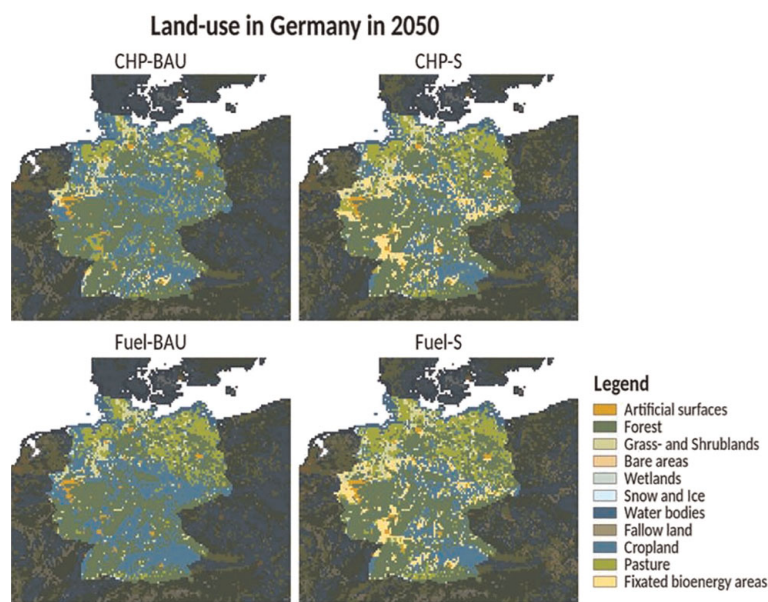 Land-use in Germany in 2050
CHP-BAU
CHP-S
Fuel-BAU
Fuel-S
Legend
Artificial surfaces
Forest
Grass- and Shrublands
Bare areas
Wetlands
Snow and Ice
Water bodies
Fallow land
Cropland
Pasture
Fixated bioenergy areas